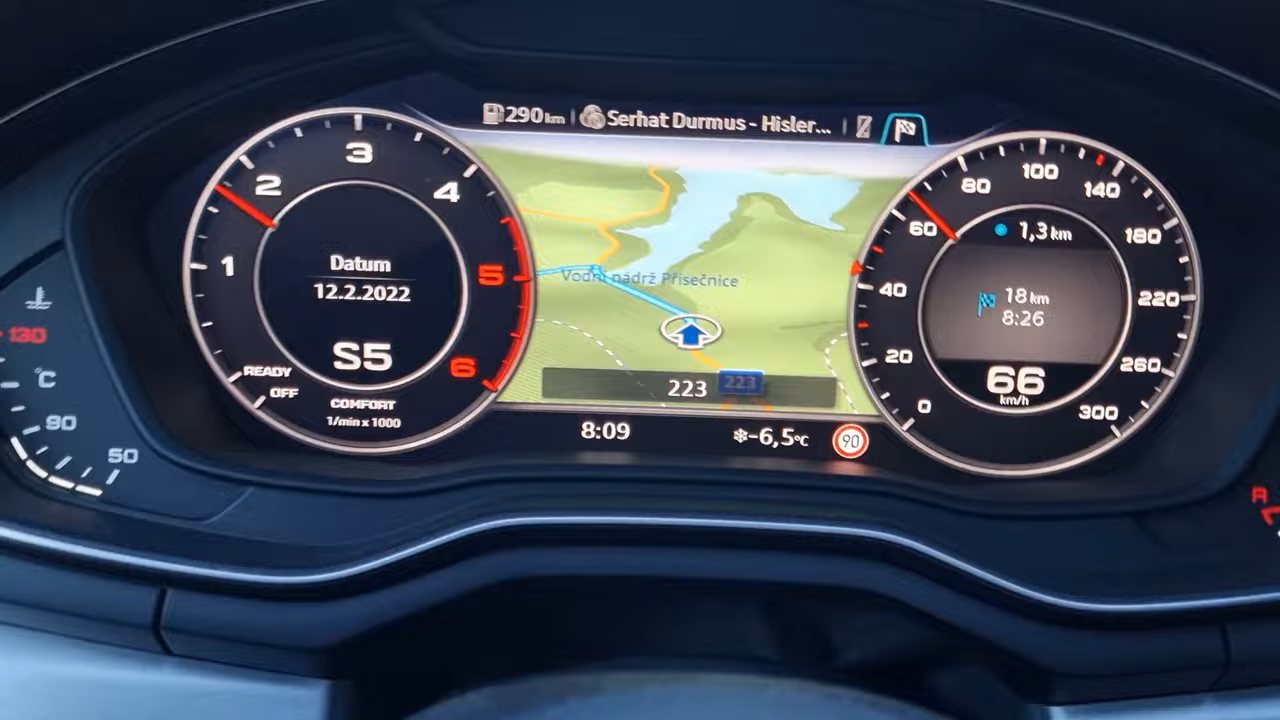 290 km
Serhat Durmus - Hisler...
1
2
3
4
5
6
Datum
12.2.2022
S5
READY
OFF
COMFORT
1/min x 1000
130
°C
90
50
Vodní nádrž Přísečnice
223
223
8:09
-6,5°C
90
0
20
40
60
80
100
140
180
220
260
300
1,3 km
18 km
8:26
66
km/h
R